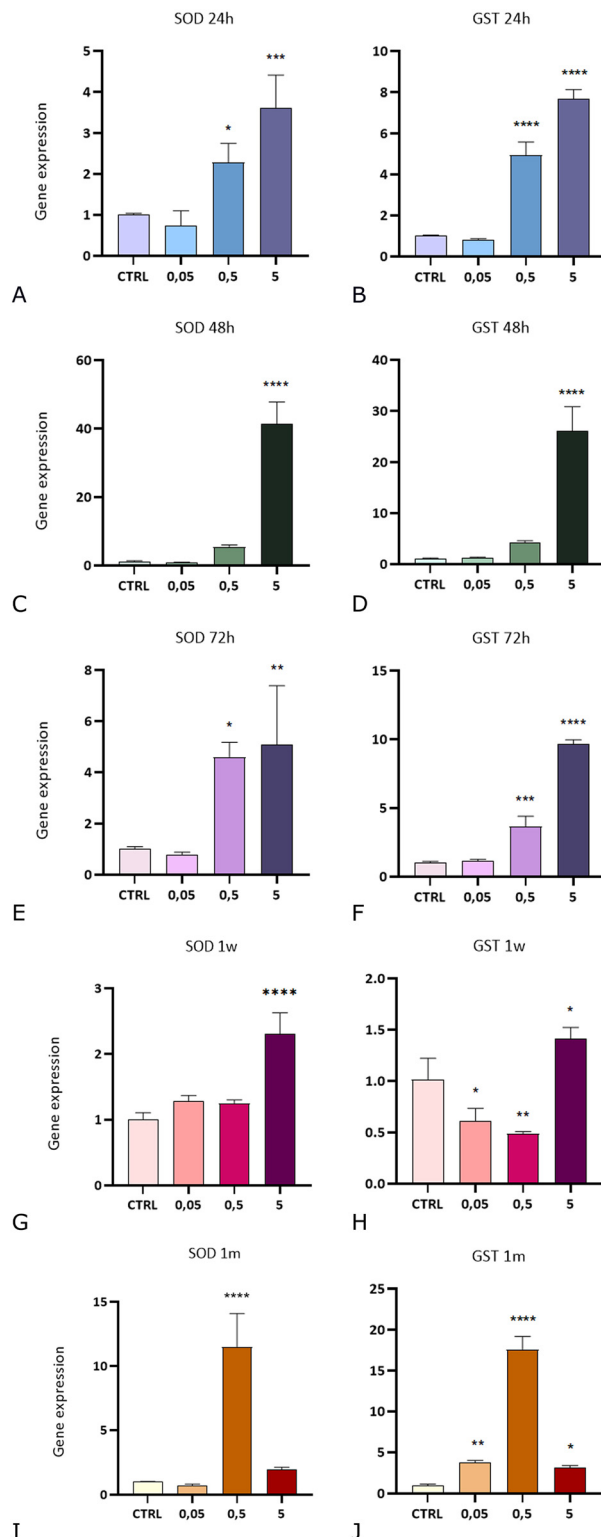 SOD 24h
Gene expression
5
***
4
3
*
2
1
0
CTRL 0,05 0,5 5
A
GST 24h
10
****
8
****
6
4
2
0
CTRL 0,05 0,5 5
B
SOD 48h
Gene expression
60
****
40
20
0
CTRL 0,05 0,5 5
C
GST 48h
40
****
30
20
10
0
CTRL 0,05 0,5 5
D
SOD 72h
Gene expression
8
**
6
*
4
2
0
CTRL 0,05 0,5 5
E
GST 72h
15
****
10
***
5
0
CTRL 0,05 0,5 5
F
SOD 1w
Gene expression
3
****
2
1
0
CTRL 0,05 0,5 5
G
GST 1w
2.0
*
1.5
1.0
*
**
0.5
0.0
CTRL 0,05 0,5 5
H
SOD 1m
Gene expression
****
15
10
5
0
CTRL 0,05 0,5 5
I
GST 1m
25
****
20
15
10
**
*
5
0
CTRL 0,05 0,5 5
J